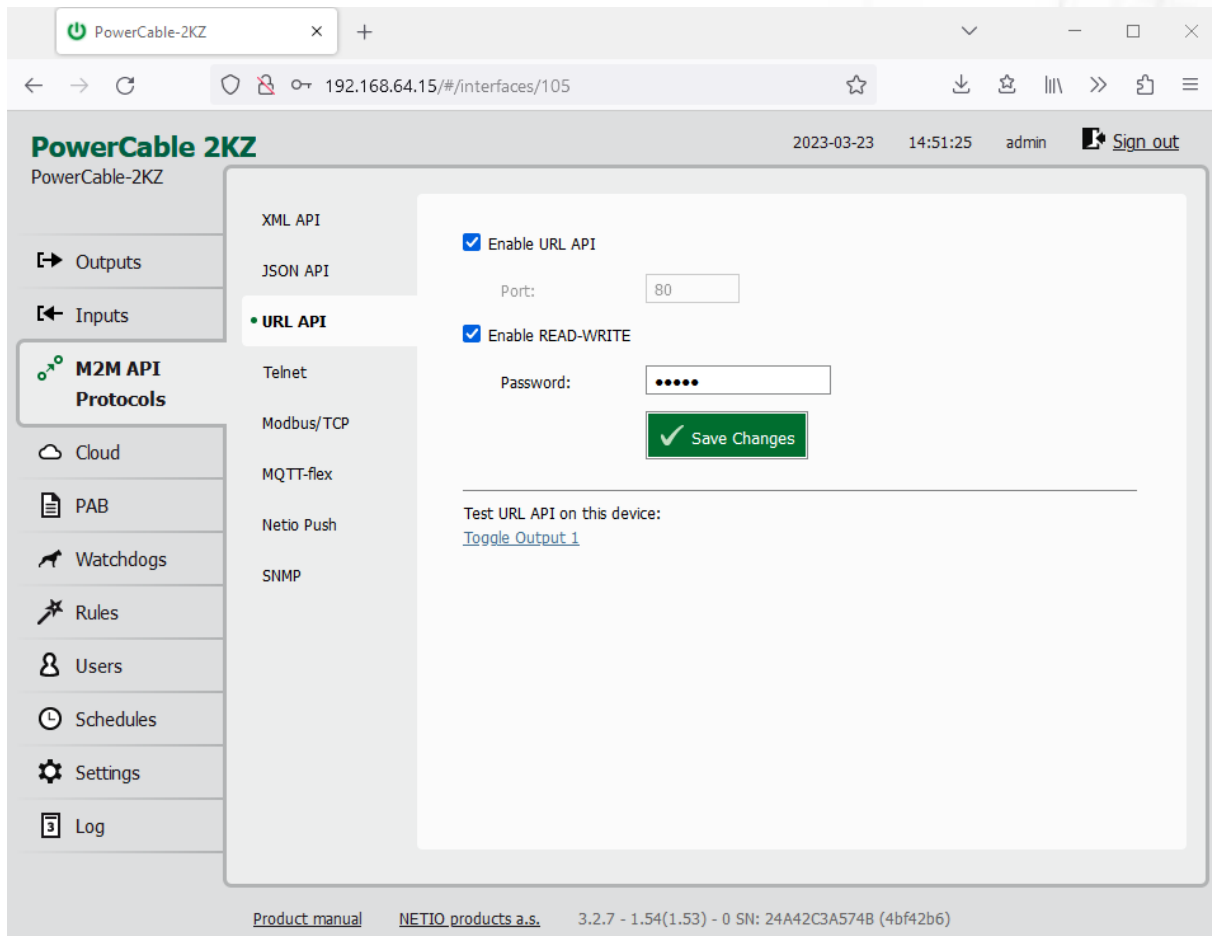 PowerCable-2KZ
192.168.64.15/#/interfaces/105
PowerCable 2KZ
2023-03-23 14:51:25 admin Sign out
PowerCable-2KZ
Outputs
Inputs
M2M API
Protocols
Cloud
PAB
Watchdogs
Rules
Users
Schedules
Settings
3 Log
XML API
JSON API
• URL API
Telnet
Modbus/TCP
MQTT-flex
Netio Push
SNMP
Enable URL API
Port: 80
Enable READ-WRITE
Password: •••••
Save Changes
Test URL API on this device:
Toggle Output 1
Product manual NETIO products a.s. 3.2.7 - 1.54(1.53) - 0 SN: 24A42C3A574B (4bf42b6)